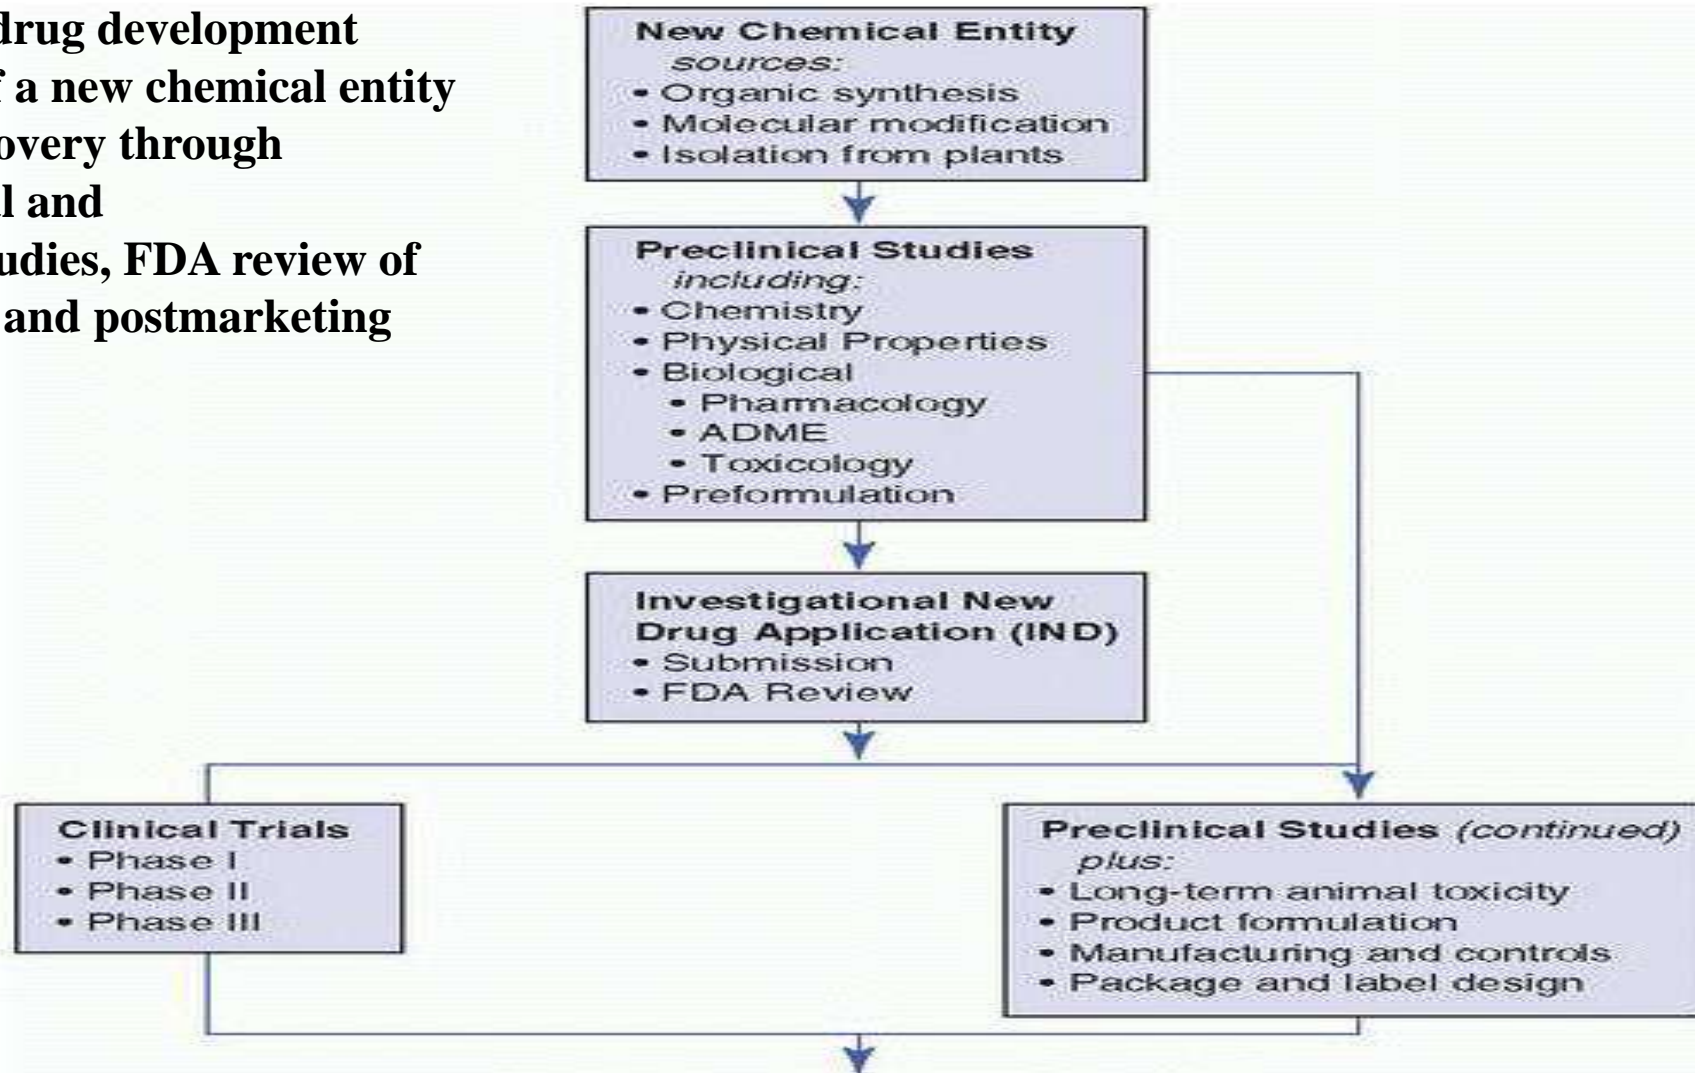 drug development
f a new chemical entity
overy through
al and
tudies, FDA review of
and postmarketing
New Chemical Entity
sources:
• Organic synthesis
• Molecular modification
• Isolation from plants
Preclinical Studies
including:
• Chemistry
• Physical Properties
• Biological
• Pharmacology
• ADME
• Toxicology
• Preformulation
Investigational New
Drug Application (IND)
• Submission
• FDA Review
Clinical Trials
• Phase I
• Phase II
• Phase III
Preclinical Studies (continued)
plus:
• Long-term animal toxicity
• Product formulation
• Manufacturing and controls
• Package and label design